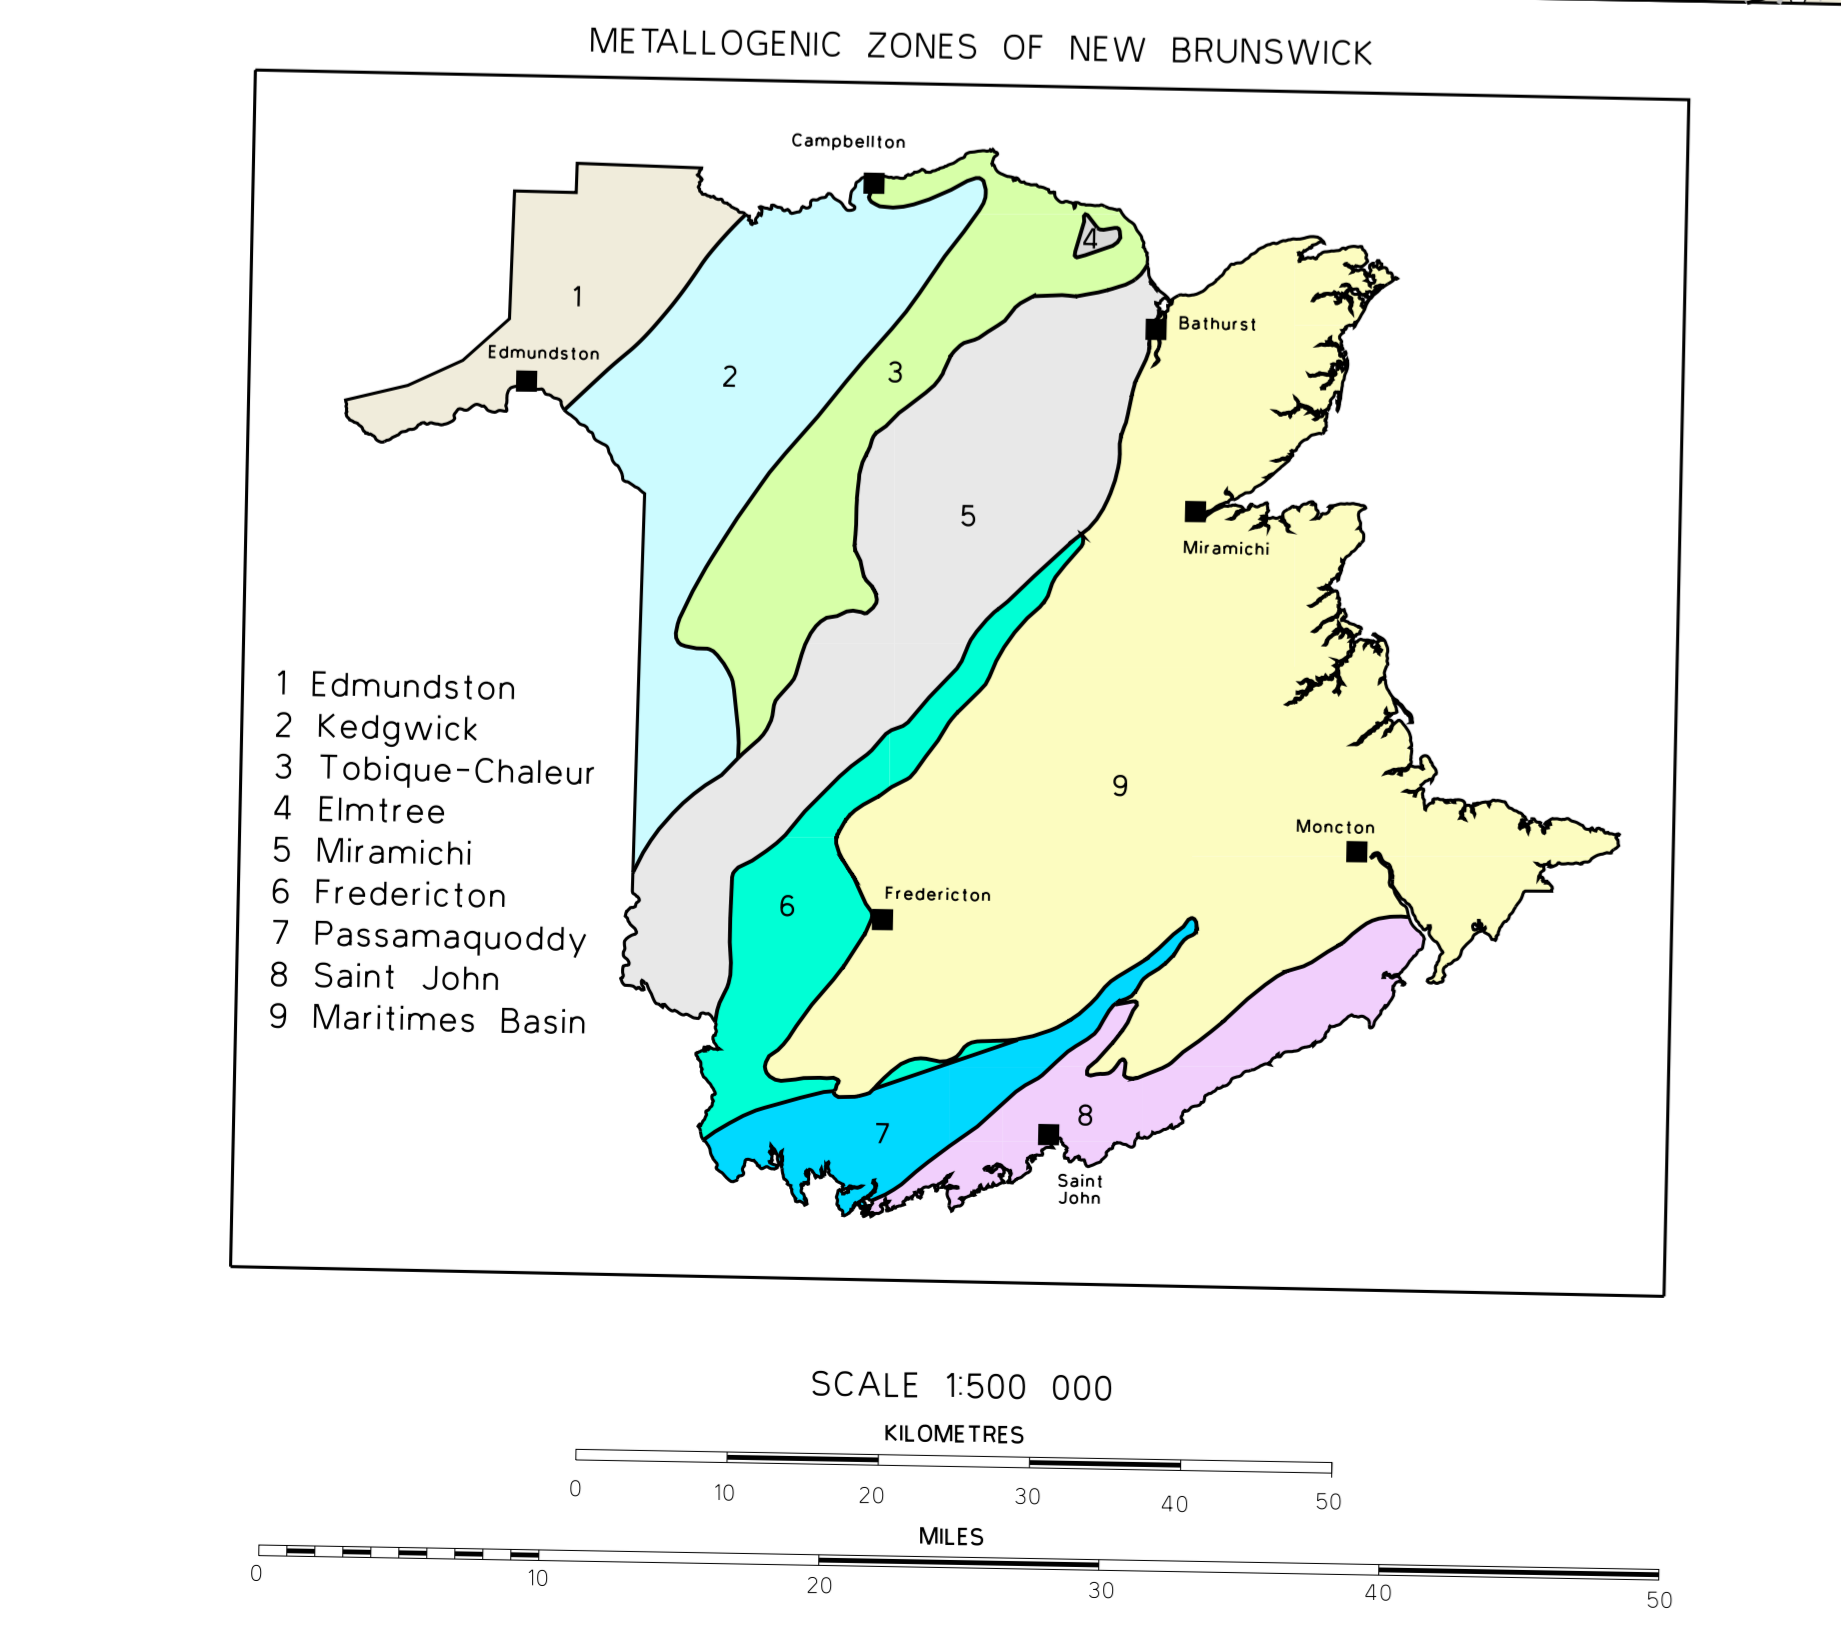 METALLOGENIC ZONES OF NEW BRUNSWICK
Campbellton
4
1
Bathurst
Edmundston
2
3
5
Miramichi
1 Edmundston
2 Kedgwick
3 Tobique-Chaleur
4 Elmtree
5 Miramichi
6 Fredericton
7 Passamaquoddy
8 Saint John
9 Maritimes Basin
9
Moncton
Fredericton
6
8
7
Saint
John
SCALE 1:500 000
KILOMETRES
0 10 20 30 40 50
MILES
0 10 20 30 40 50